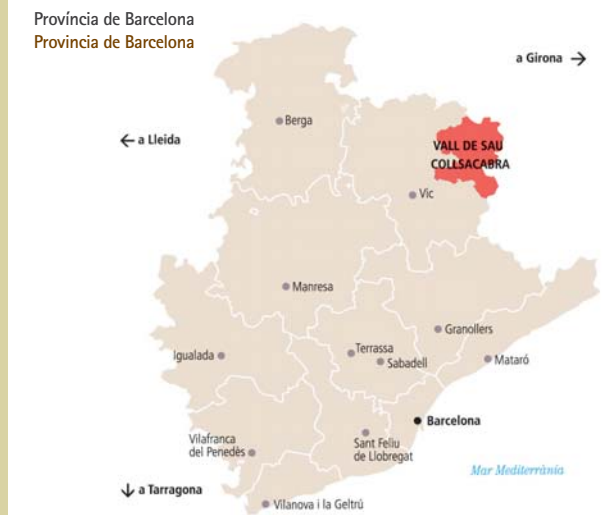 Província de Barcelona
Provincia de Barcelona
a Girona →
Berga
← a Lleida
VALL DE SAU
COLLSACABRA
Vic
Manresa
Granollers
Terrassa
Igualada
Sabadell
Mataró
Barcelona
Vilafranca
del Penedès
Sant Feliu
de Llobregat
Mar Mediterrània
↓ a Tarragona
Vilanova i la Geltrú